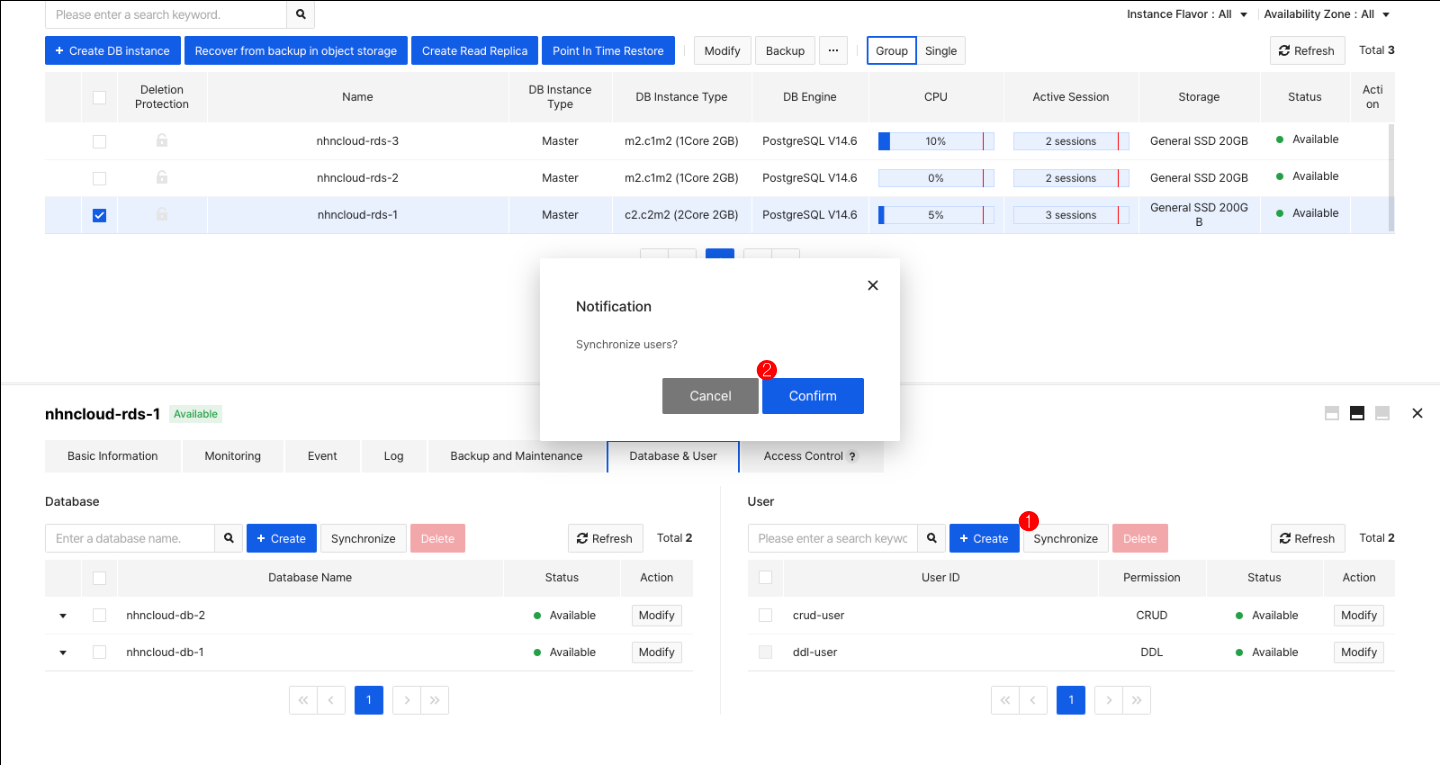 Please enter a search keyword.
Instance Flavor : All
Availability Zone : All
+ Create DB instance
Recover from backup in object storage
Create Read Replica
Point In Time Restore
Modify
Backup
...
Group
Single
Refresh
Total 3
Deletion Protection
Name
DB Instance Type
DB Instance Type
DB Engine
CPU
Active Session
Storage
Status
Action
nhncloud-rds-3
Master
m2.c1m2 (1Core 2GB)
PostgreSQL V14.6
10%
2 sessions
General SSD 20GB
Available
nhncloud-rds-2
Master
m2.c1m2 (1Core 2GB)
PostgreSQL V14.6
0%
2 sessions
General SSD 20GB
Available
nhncloud-rds-1
Master
c2.c2m2 (2Core 2GB)
PostgreSQL V14.6
5%
3 sessions
General SSD 200GB
Available
Notification
Synchronize users?
2
Cancel
Confirm
nhncloud-rds-1
Available
Basic Information
Monitoring
Event
Log
Backup and Maintenance
Database & User
Access Control ?
Database
Enter a database name.
+ Create
Synchronize
Delete
Refresh
Total 2
Database Name
Status
Action
nhncloud-db-2
Available
Modify
nhncloud-db-1
Available
Modify
« ‹ 1 › »
User
Please enter a search keywc
+ Create
1
Synchronize
Delete
Refresh
Total 2
User ID
Permission
Status
Action
crud-user
CRUD
Available
Modify
ddl-user
DDL
Available
Modify
« ‹ 1 › »